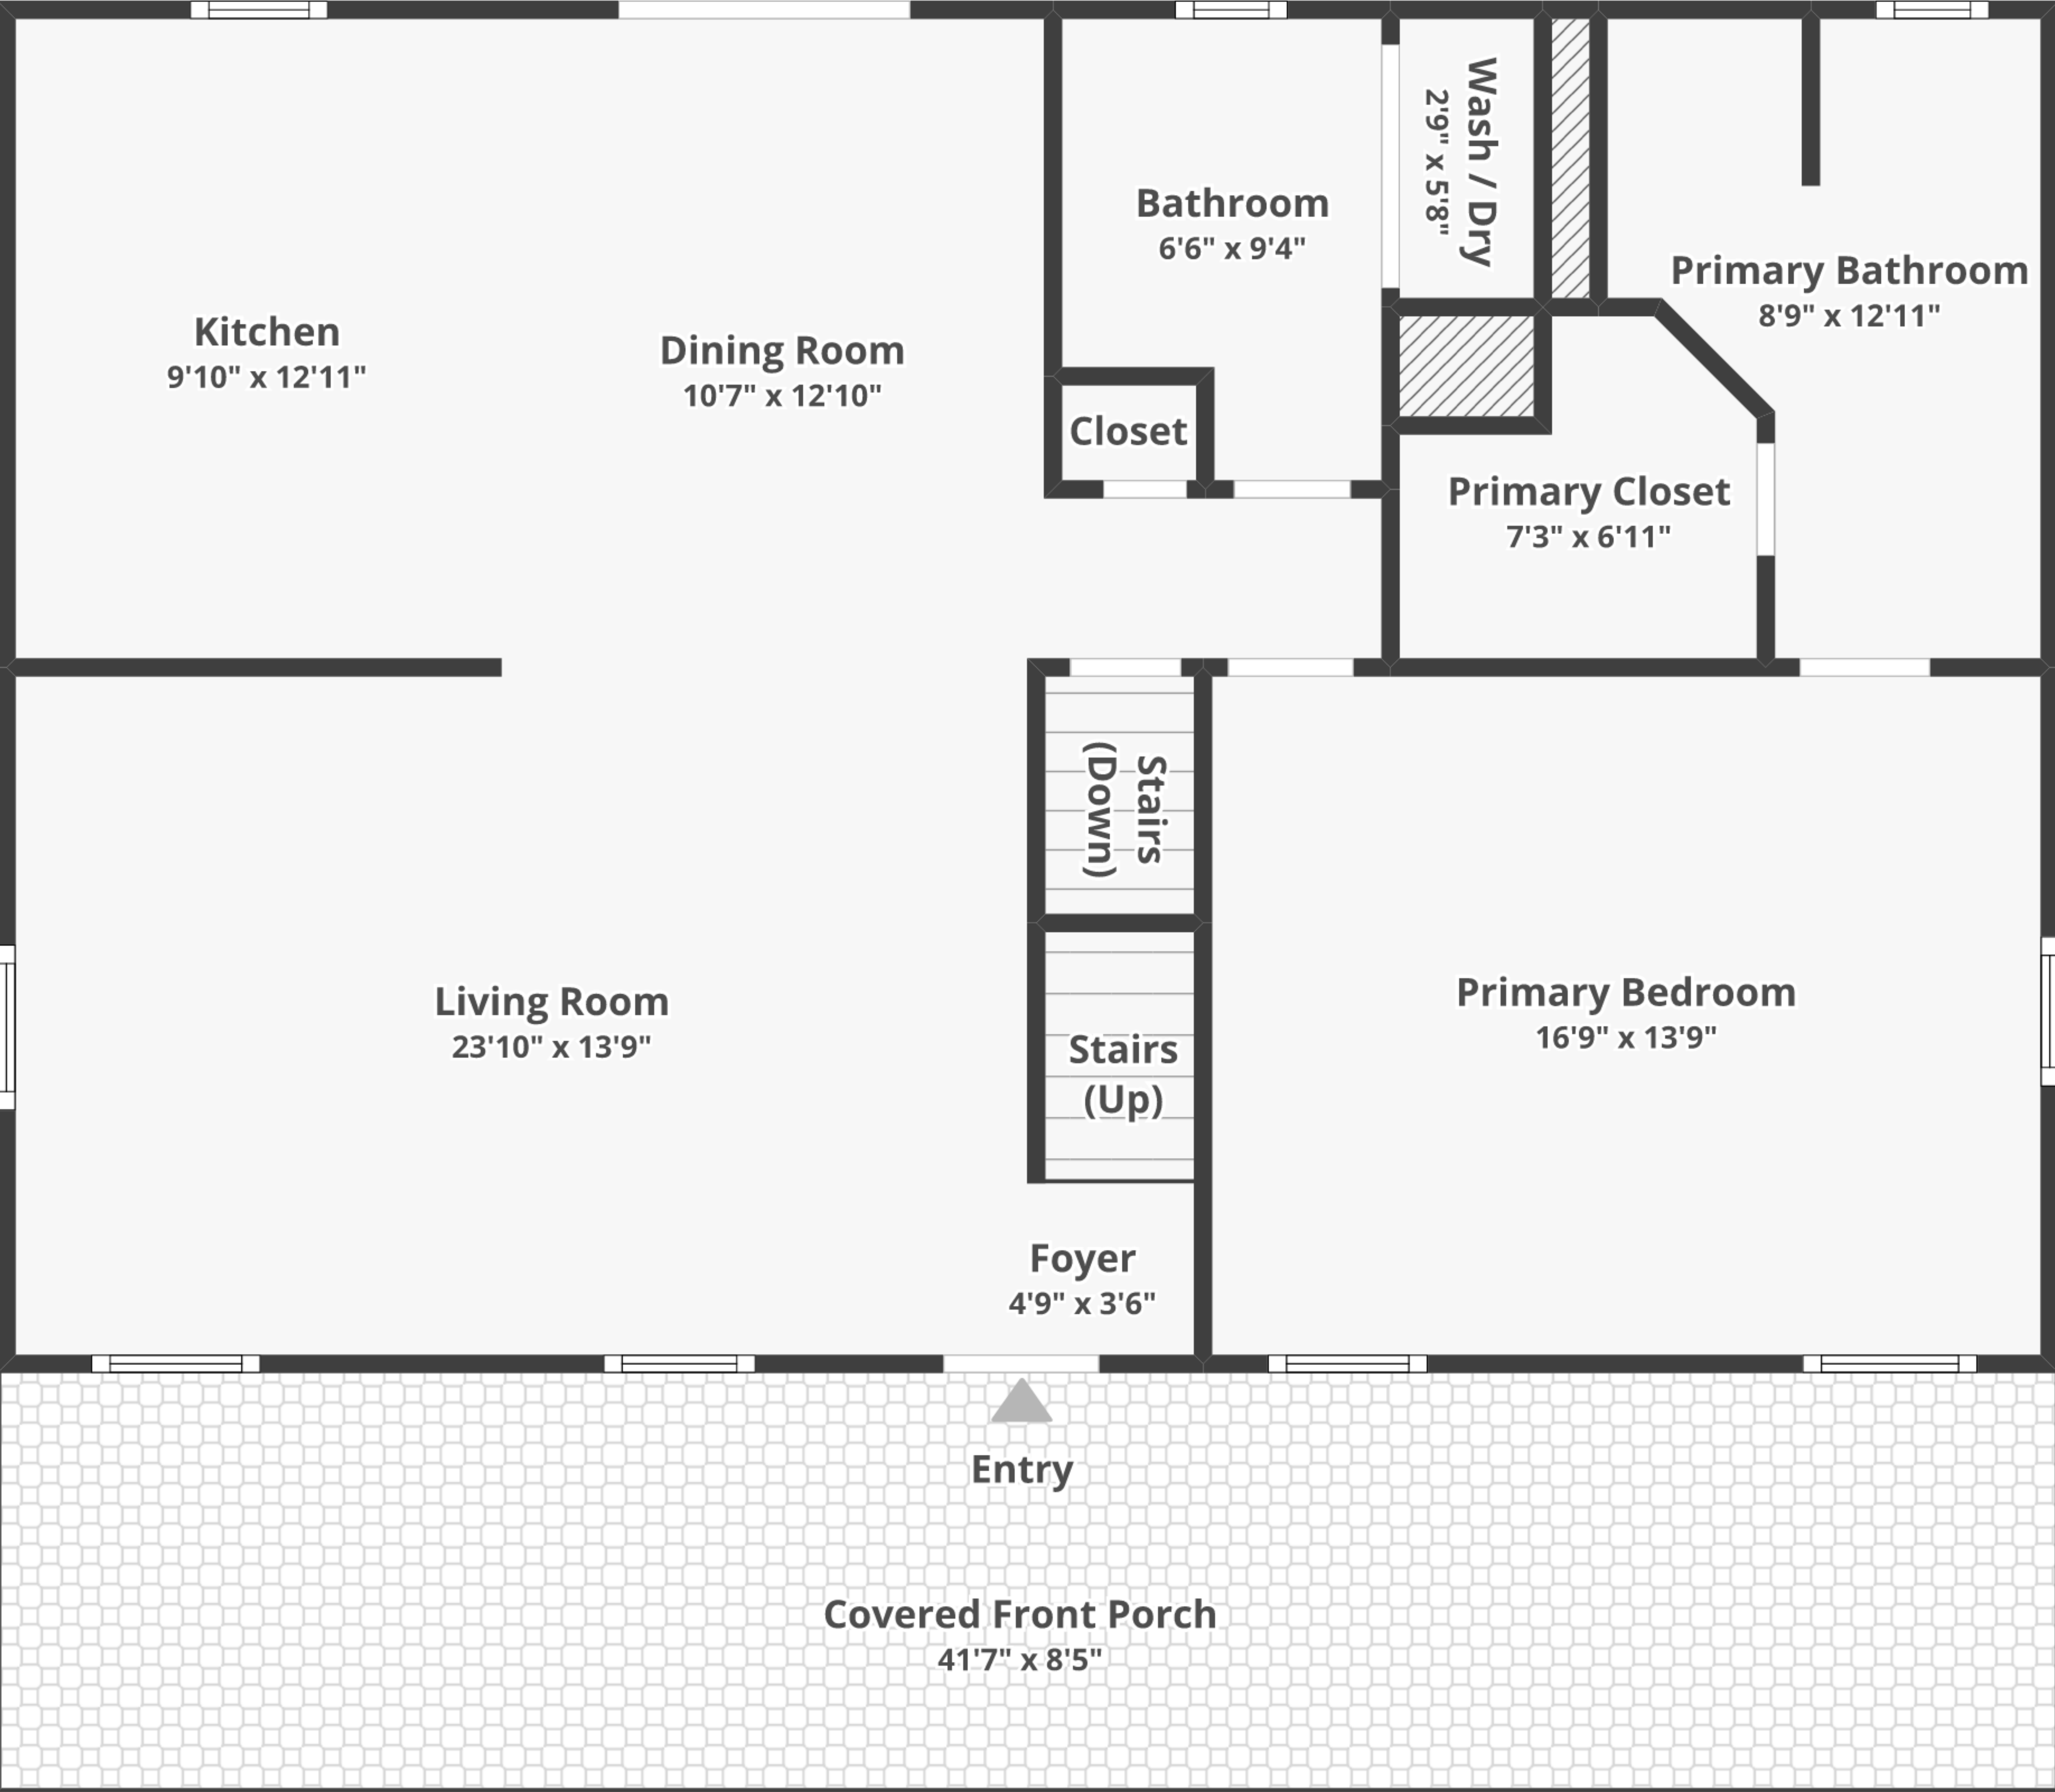 Kitchen
9'10" x 12'11"
Dining Room
10'7" x 12'10"
Bathroom
6'6" x 9'4"
Wash / Dry
2'9" x 5'8"
Primary Bathroom
8'9" x 12'11"
Closet
Primary Closet
7'3" x 6'11"
Stairs
(Down)
Living Room
23'10" x 13'9"
Stairs
(Up)
Primary Bedroom
16'9" x 13'9"
Foyer
4'9" x 3'6"
Entry
Covered Front Porch
41'7" x 8'5"